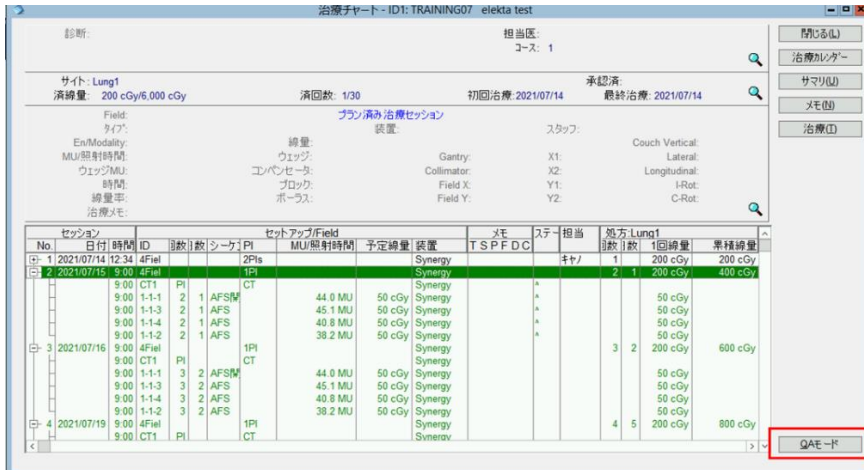 治療チャート - ID1: TRAINING07 elekta test
診断:
担当医:
コース: 1
閉じる(L)
治療カレンダー
サマリ(U)
メモ(N)
治療(T)
サイト: Lung1
承認済:
済線量: 200 cGy/6,000 cGy 済回数: 1/30 初回治療:2021/07/14 最終治療: 2021/07/14
Field: プラン済み 治療セッション
タイプ: 装置: スタッフ:
En/Modality: 線量: Couch Vertical:
MU/照射時間: ウェッジ: Gantry: X1: Lateral:
ウェッジMU: コンペンセータ: Collimator: X2: Longitudinal:
時間: ブロック: Field X: Y1: I-Rot:
線量率: ボーラス: Field Y: Y2: C-Rot:
治療メモ:
セッション セットアップ/Field メモ ステー 担当 処方:Lung1
No. 日付 時間 ID 回数 数 シーケン PI MU/照射時間 予定線量 装置 T S P F D C 回数 数 1回線量 累積線量
1 2021/07/14 12:34 4Fiel 2PIs Synergy キヤノ 1 200 cGy 200 cGy
2 2021/07/15 9:00 4Fiel 1PI Synergy 2 1 200 cGy 400 cGy
9:00 CT1 PI CT Synergy A
9:00 1-1-1 2 1 AFS開 44.0 MU 50 cGy Synergy A 50 cGy
9:00 1-1-3 2 1 AFS 45.1 MU 50 cGy Synergy A 50 cGy
9:00 1-1-4 2 1 AFS 40.8 MU 50 cGy Synergy A 50 cGy
9:00 1-1-2 2 1 AFS 38.2 MU 50 cGy Synergy A 50 cGy
3 2021/07/16 9:00 4Fiel 1PI Synergy 3 2 200 cGy 600 cGy
9:00 CT1 PI CT Synergy
9:00 1-1-1 3 2 AFS開 44.0 MU 50 cGy Synergy 50 cGy
9:00 1-1-3 3 2 AFS 45.1 MU 50 cGy Synergy 50 cGy
9:00 1-1-4 3 2 AFS 40.8 MU 50 cGy Synergy 50 cGy
9:00 1-1-2 3 2 AFS 38.2 MU 50 cGy Synergy 50 cGy
4 2021/07/19 9:00 4Fiel 1PI Synergy 4 5 200 cGy 800 cGy
9:00 CT1 PI CT Synergy
QAモード